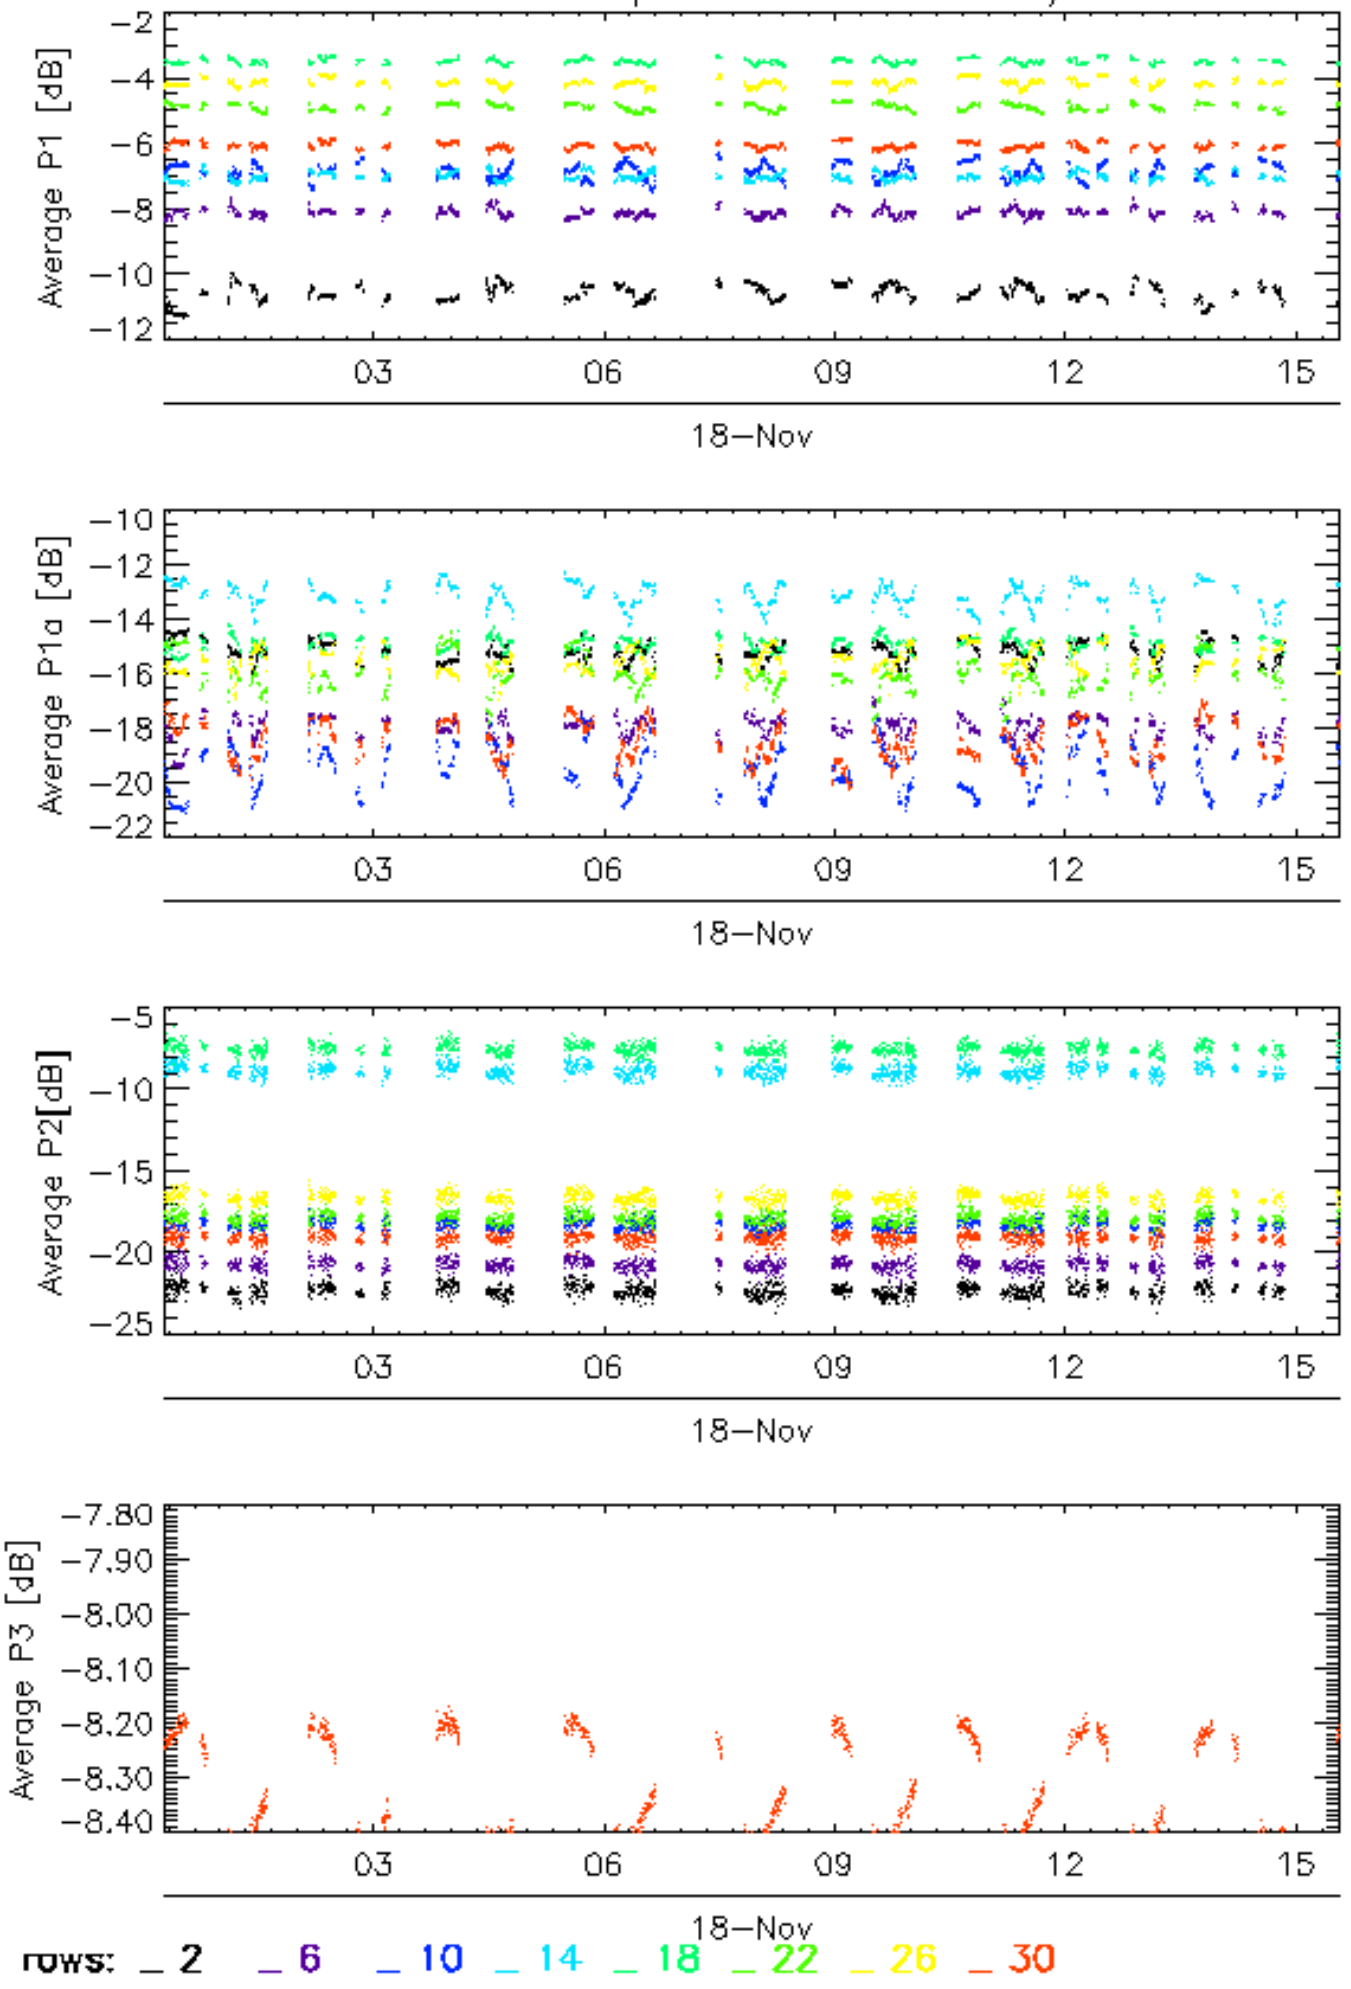 Average P1 [dB]
−2
−4
−6
−8
−10
−12
03 06 09 12 15
18−Nov
Average P1a [dB]
−10
−12
−14
−16
−18
−20
−22
03 06 09 12 15
18−Nov
Average P2[dB]
−5
−10
−15
−20
−25
03 06 09 12 15
18−Nov
Average P3 [dB]
−7.80
−7.90
−8.00
−8.10
−8.20
−8.30
−8.40
03 06 09 12 15
18−Nov
rows: _ 2 _ 6 _ 10 _ 14 _ 18 _ 22 _ 26 _ 30